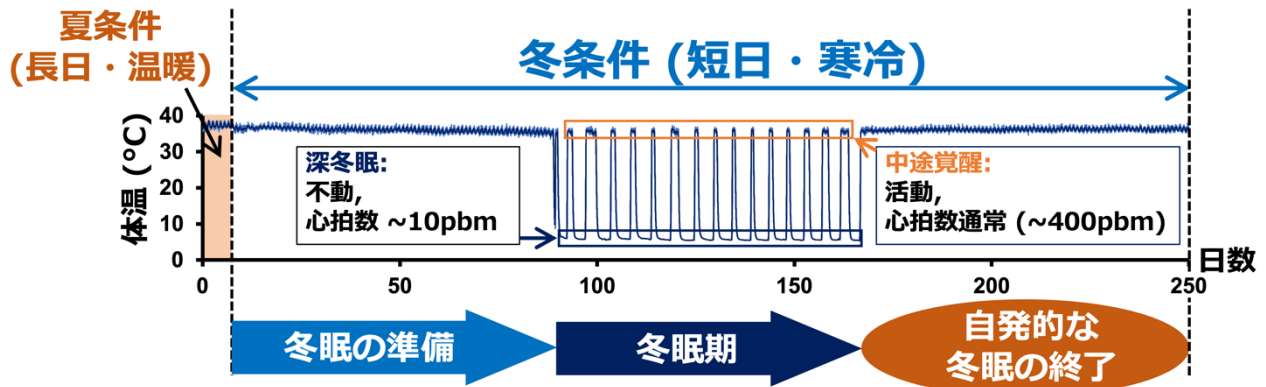 夏条件
(長日・温暖)
冬条件 (短日・寒冷)
体温 (°C)
40
30
20
10
0
深冬眠:
不動,
心拍数 ~10pbm
中途覚醒:
活動,
心拍数通常 (~400pbm)
0
50
100
150
200
250
日数
冬眠の準備
冬眠期
自発的な
冬眠の終了